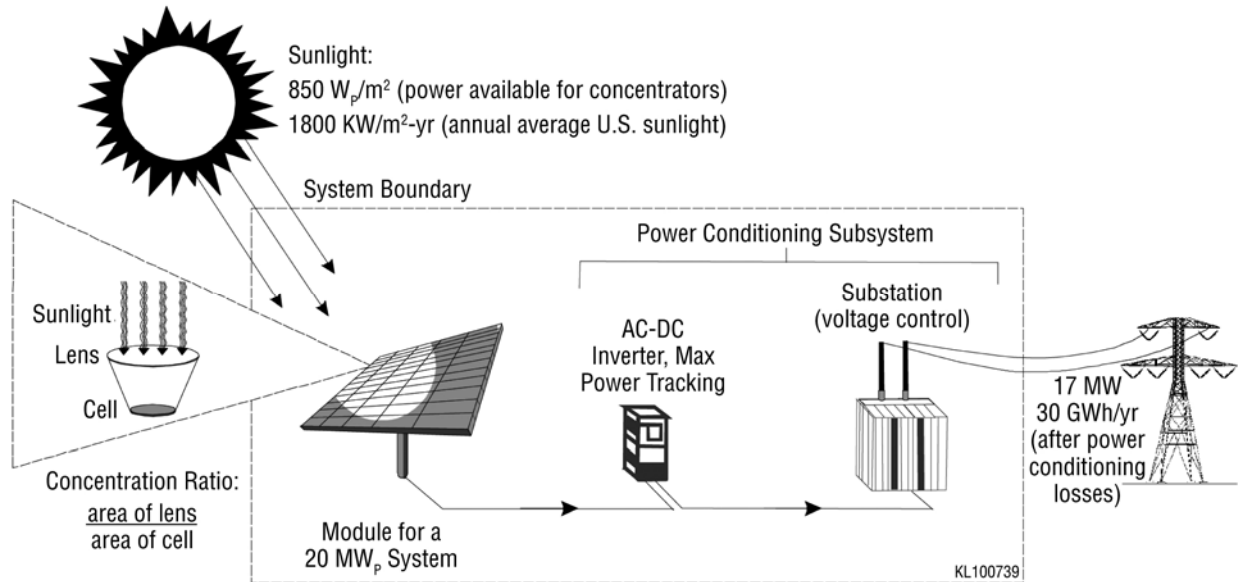 Sunlight:
850 Wₚ/m² (power available for concentrators)
1800 KW/m²-yr (annual average U.S. sunlight)
System Boundary
Power Conditioning Subsystem
Sunlight
Lens
Cell
Concentration Ratio:
area of lens
area of cell
Module for a
20 MWₚ System
AC-DC
Inverter, Max
Power Tracking
Substation
(voltage control)
17 MW
30 GWh/yr
(after power
conditioning
losses)
KL100739